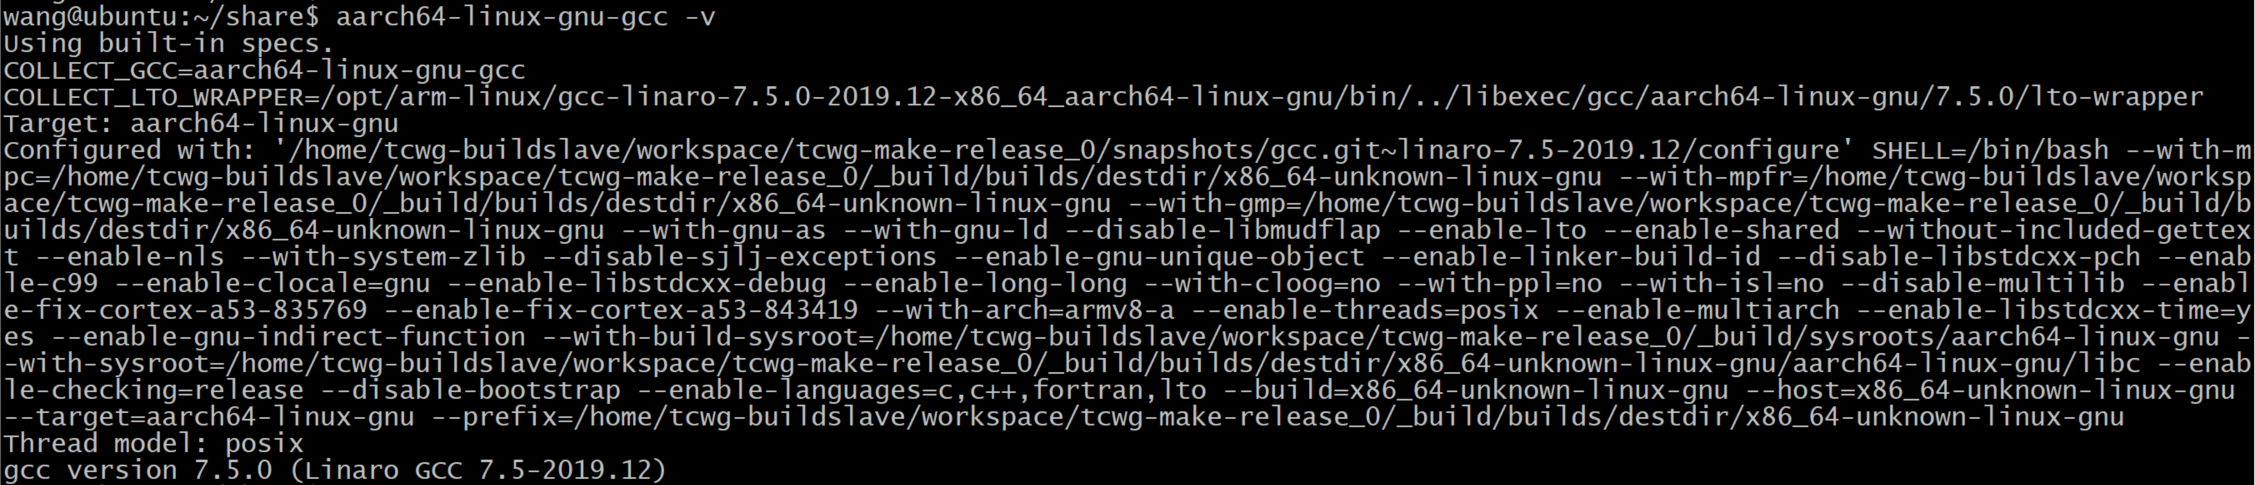 wang@ubuntu:~/share$ aarch64-linux-gnu-gcc -v
Using built-in specs.
COLLECT_GCC=aarch64-linux-gnu-gcc
COLLECT_LTO_WRAPPER=/opt/arm-linux/gcc-linaro-7.5.0-2019.12-x86_64_aarch64-linux-gnu/bin/../libexec/gcc/aarch64-linux-gnu/7.5.0/lto-wrapper
Target: aarch64-linux-gnu
Configured with: '/home/tcwg-buildslave/workspace/tcwg-make-release_0/snapshots/gcc.git~linaro-7.5-2019.12/configure' SHELL=/bin/bash --with-m
pc=/home/tcwg-buildslave/workspace/tcwg-make-release_0/_build/builds/destdir/x86_64-unknown-linux-gnu --with-mpfr=/home/tcwg-buildslave/worksp
ace/tcwg-make-release_0/_build/builds/destdir/x86_64-unknown-linux-gnu --with-gmp=/home/tcwg-buildslave/workspace/tcwg-make-release_0/_build/b
uilds/destdir/x86_64-unknown-linux-gnu --with-gnu-as --with-gnu-ld --disable-libmudflap --enable-lto --enable-shared --without-included-gettex
t --enable-nls --with-system-zlib --disable-sjlj-exceptions --enable-gnu-unique-object --enable-linker-build-id --disable-libstdcxx-pch --enab
le-c99 --enable-clocale=gnu --enable-libstdcxx-debug --enable-long-long --with-cloog=no --with-ppl=no --with-isl=no --disable-multilib --enabl
e-fix-cortex-a53-835769 --enable-fix-cortex-a53-843419 --with-arch=armv8-a --enable-threads=posix --enable-multiarch --enable-libstdcxx-time=y
es --enable-gnu-indirect-function --with-build-sysroot=/home/tcwg-buildslave/workspace/tcwg-make-release_0/_build/sysroots/aarch64-linux-gnu -
-with-sysroot=/home/tcwg-buildslave/workspace/tcwg-make-release_0/_build/builds/destdir/x86_64-unknown-linux-gnu/aarch64-linux-gnu/libc --enab
le-checking=release --disable-bootstrap --enable-languages=c,c++,fortran,lto --build=x86_64-unknown-linux-gnu --host=x86_64-unknown-linux-gnu
--target=aarch64-linux-gnu --prefix=/home/tcwg-buildslave/workspace/tcwg-make-release_0/_build/builds/destdir/x86_64-unknown-linux-gnu
Thread model: posix
gcc version 7.5.0 (Linaro GCC 7.5-2019.12)